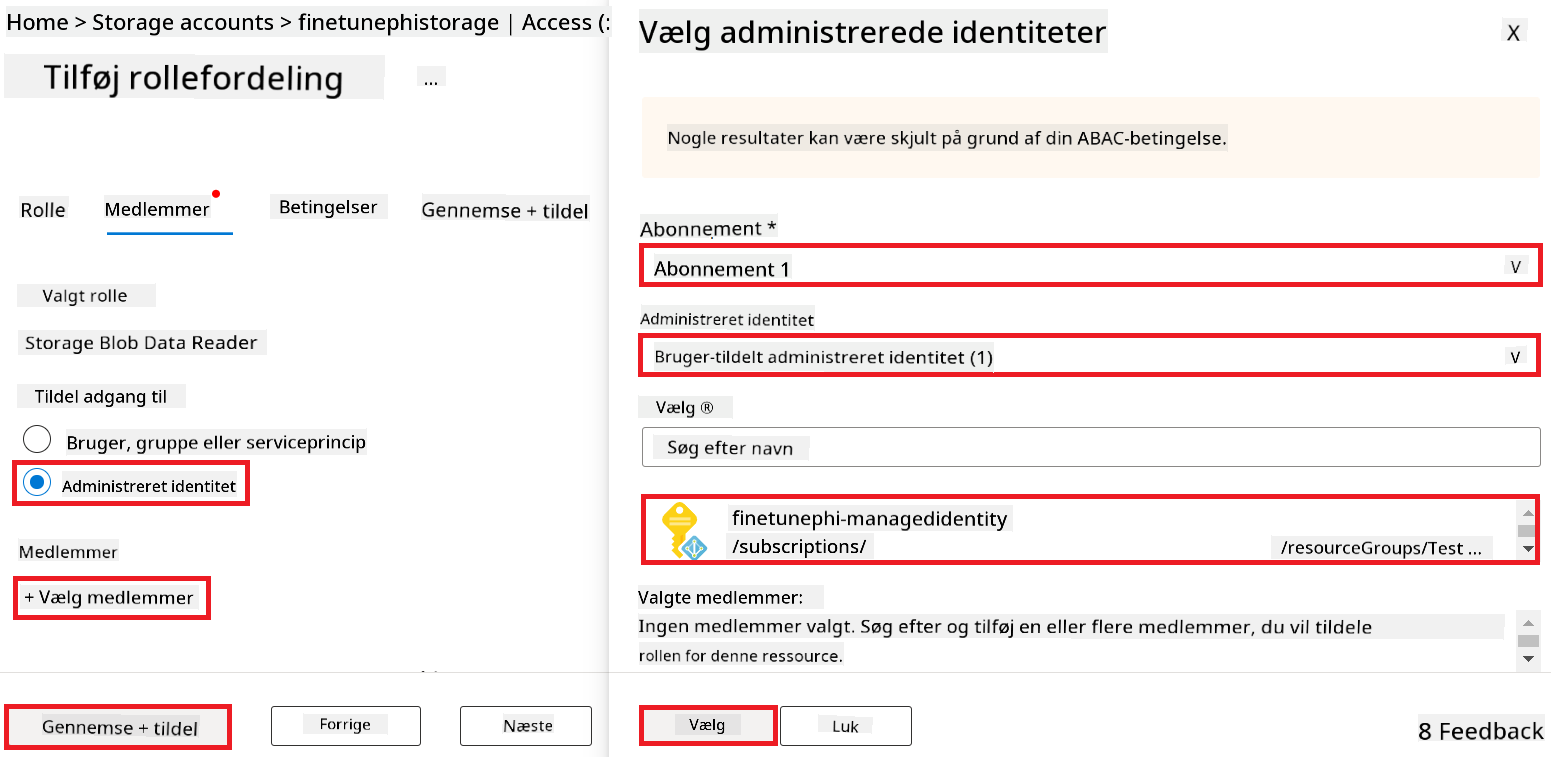 Home > Storage accounts > finetunephistorage | Access (:
Tilføj rollefordeling
...
Rolle
Medlemmer
Betingelser
Gennemse + tildel
Valgt rolle
Storage Blob Data Reader
Tildel adgang til
Bruger, gruppe eller serviceprincip
Administreret identitet
Medlemmer
+ Vælg medlemmer
Gennemse + tildel
Forrige
Næste
Vælg administrerede identiteter
X
Nogle resultater kan være skjult på grund af din ABAC-betingelse.
Abonnement *
Abonnement 1
V
Administreret identitet
Bruger-tildelt administreret identitet (1)
V
Vælg ®
Søg efter navn
finetunephi-managedidentity
/subscriptions/
/resourceGroups/Test ...
Valgte medlemmer:
Ingen medlemmer valgt. Søg efter og tilføj en eller flere medlemmer, du vil tildele
rollen for denne ressource.
Vælg
Luk
8 Feedback